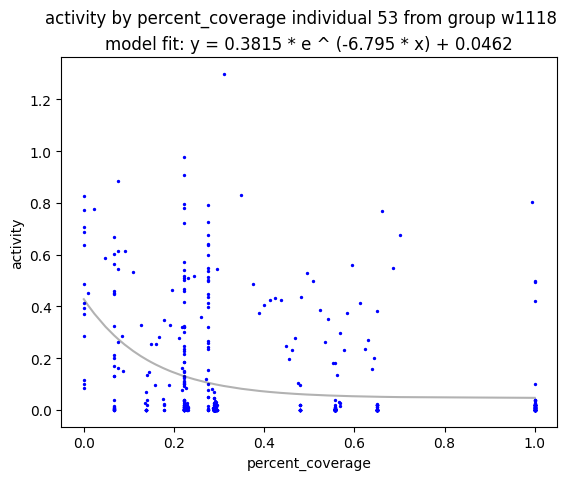 activity by percent_coverage individual 53 from group w1118
model fit: y = 0.3815 * e ^ (-6.795 * x) + 0.0462
activity
1.2
1.0
0.8
0.6
0.4
0.2
0.0
0.0 0.2 0.4 0.6 0.8 1.0
percent_coverage